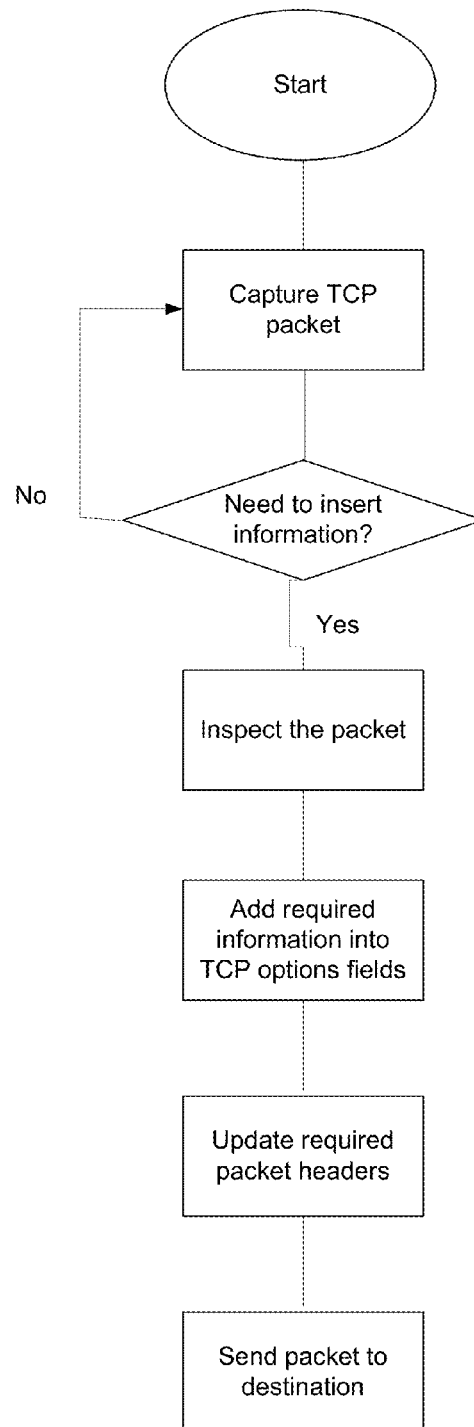 Start
Capture TCP
packet
No
Need to insert
information?
Yes
Inspect the packet
Add required
information into
TCP options fields
Update required
packet headers
Send packet to
destination